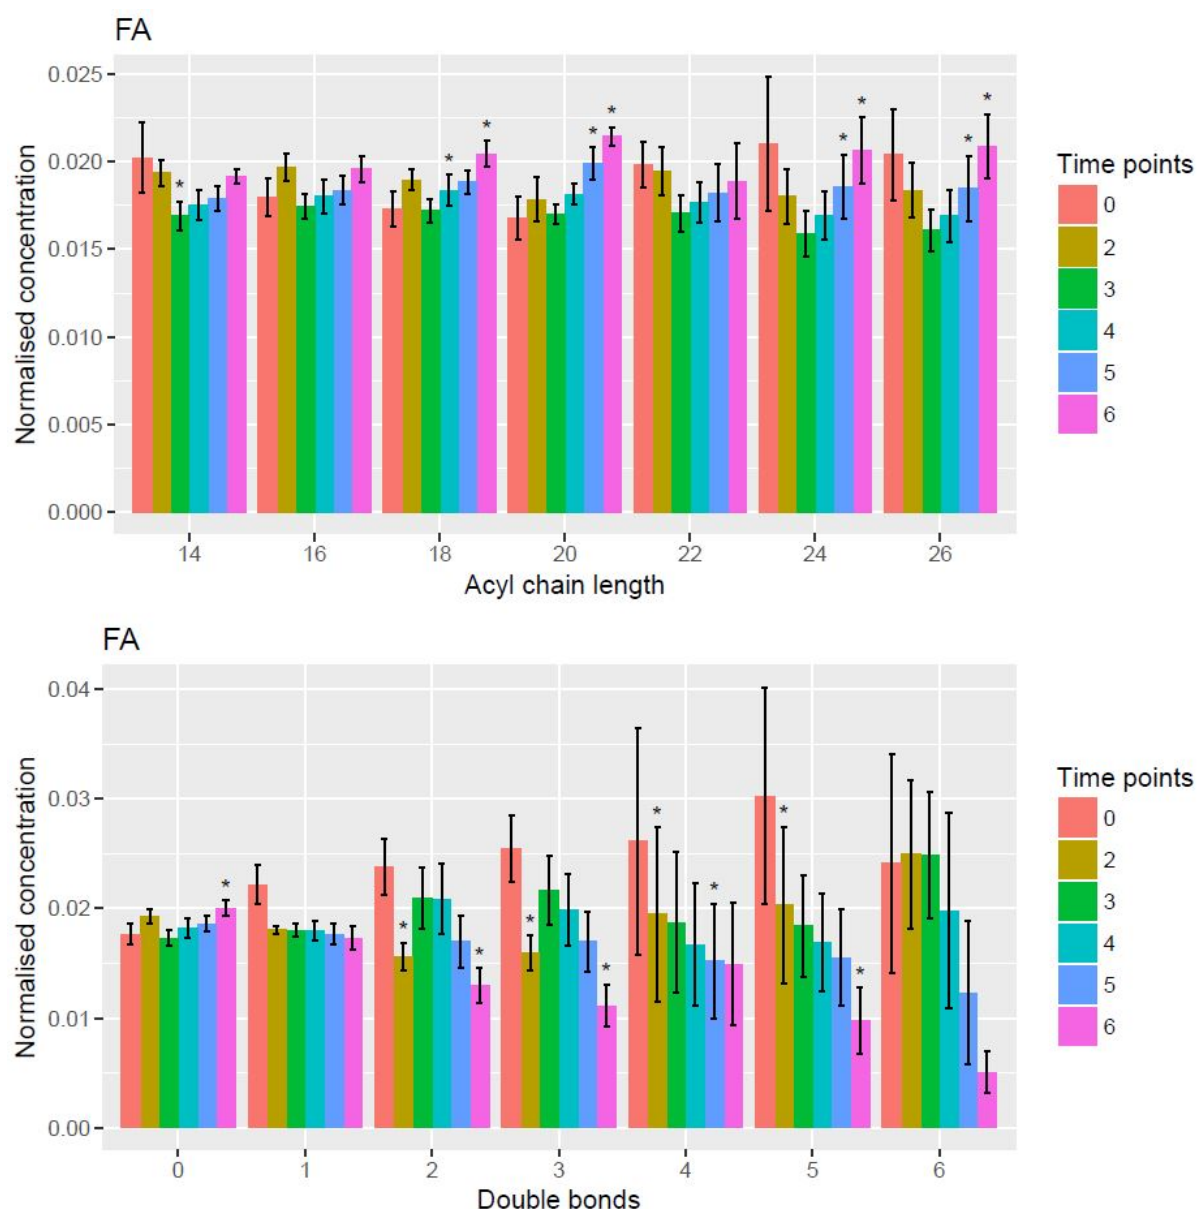 FA
0.025
0.020
0.015
0.010
0.005
0.000
Normalised concentration
* * * * * * * * * *
14 16 18 20 22 24 26
Acyl chain length
Time points
0
2
3
4
5
6
FA
0.04
0.03
0.02
0.01
0.00
Normalised concentration
* * * * * * * * *
0 1 2 3 4 5 6
Double bonds
Time points
0
2
3
4
5
6